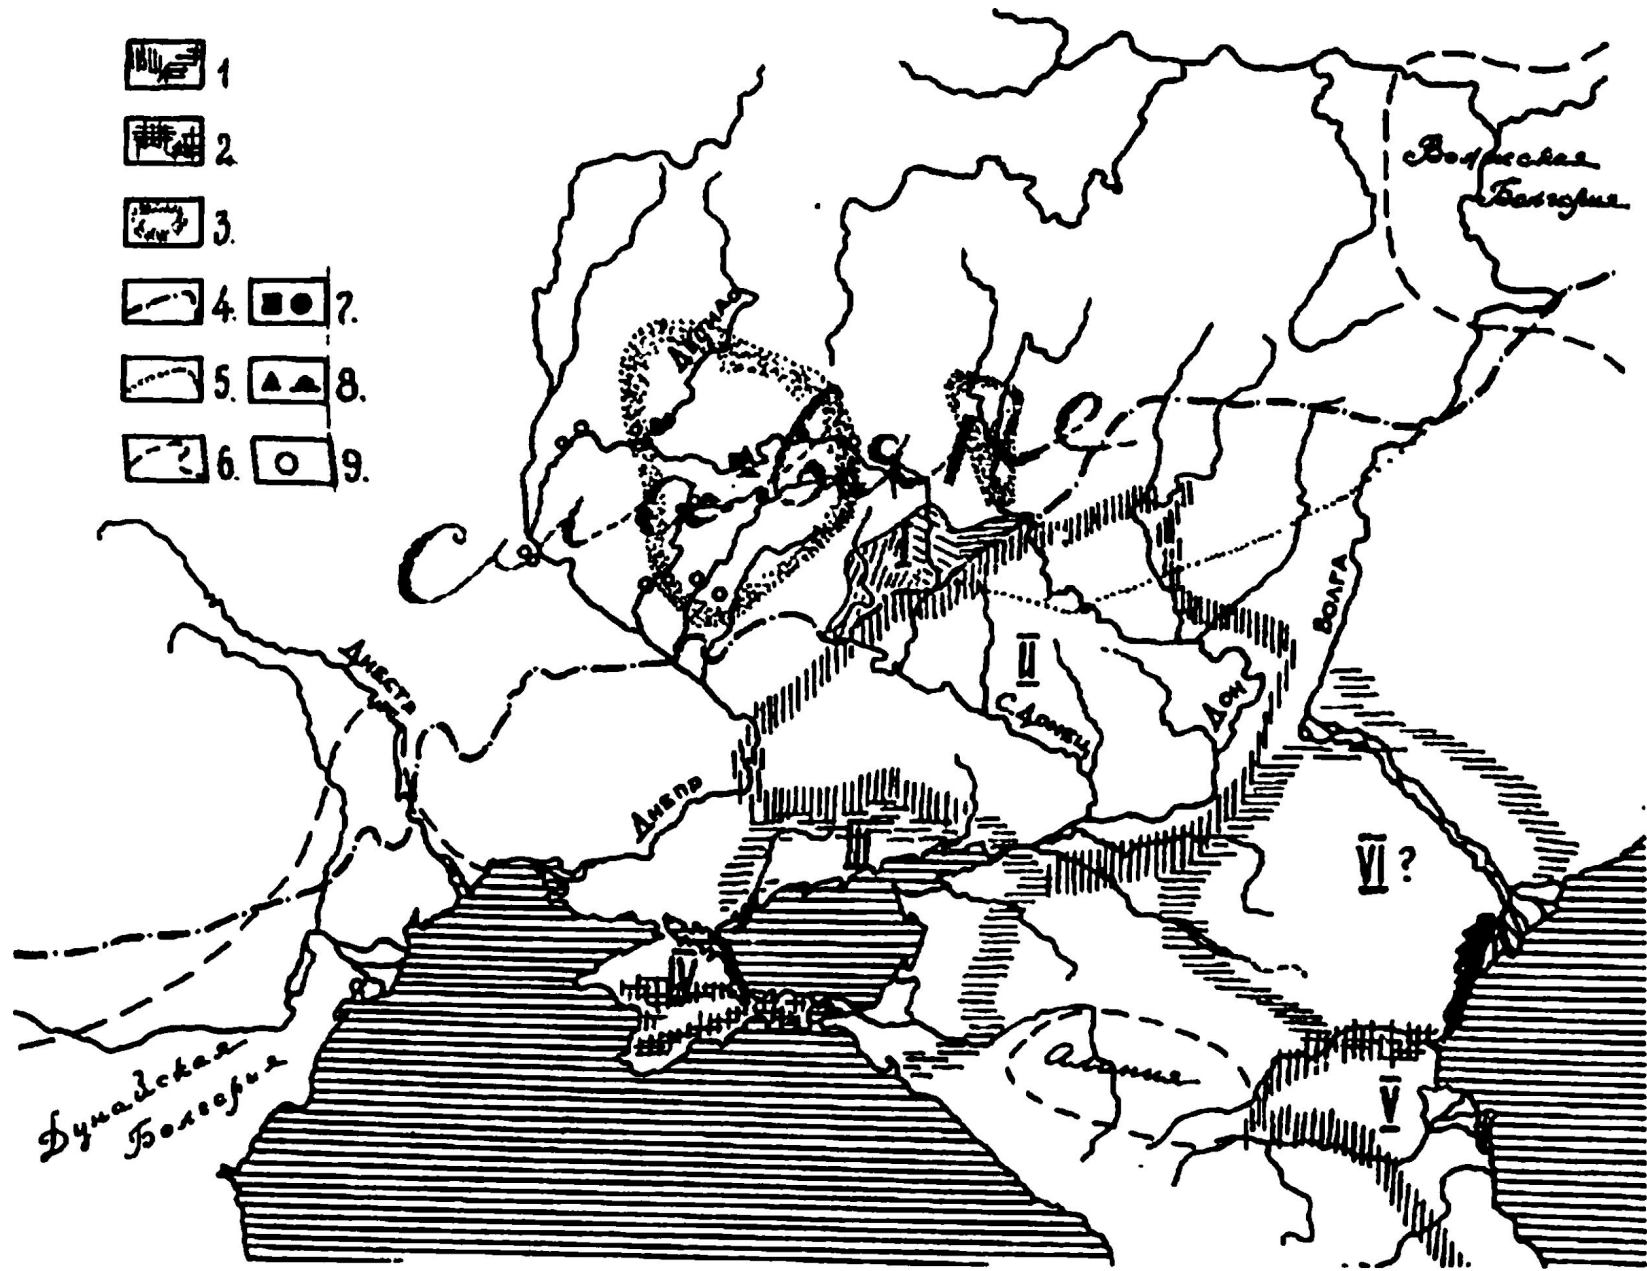 1
2.
3.
4.
7.
5.
8.
6.
9.
Волжская
Болгария
Десна
С
С
С
I
Днестр
Волга
II
С. Донец
Дон
Днепр
III
VI?
IV
Алания
V
Дунайская
Болгария